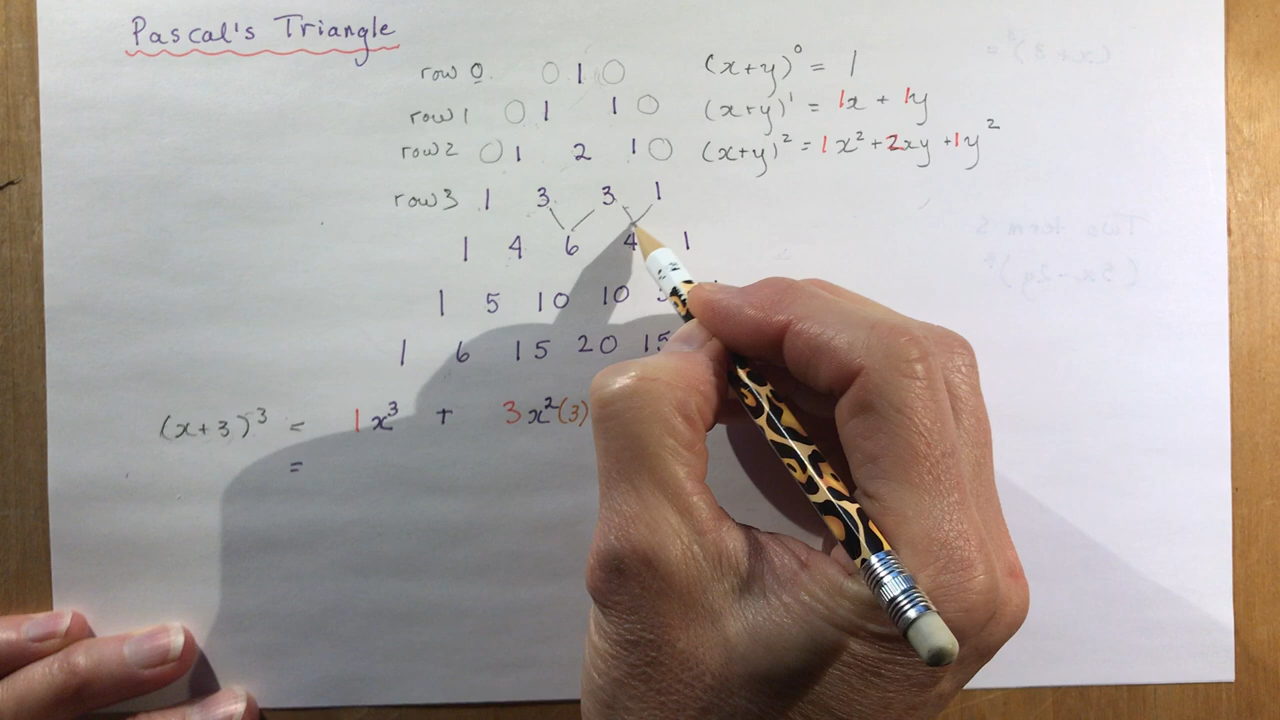 Pascal's Triangle
row 0 0 1 0 (x+y)⁰ = 1
row 1 0 1 1 0 (x+y)¹ = 1x + 1y
row 2 0 1 2 1 0 (x+y)² = 1x² + 2xy + 1y²
row 3 1 3 3 1
1 4 6 4 1
1 5 10 10
1 6 15 20 15
(x+3)³ = 1x³ + 3x²(3)
=